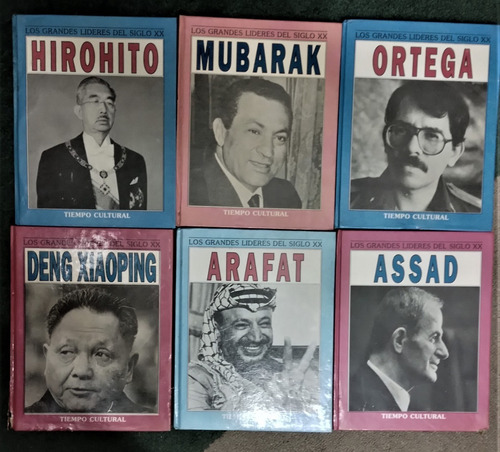 LOS GRANDES LIDERES DEL SIGLO XX
HIROHITO
TIEMPO CULTURAL
LOS GRANDES LIDERES DEL SIGLO XX
MUBARAK
TIEMPO CULTURAL
LOS GRANDES LIDERES DEL SIGLO XX
ORTEGA
TIEMPO CULTURAL
LOS GRANDES LIDERES DEL SIGLO XX
DENG XIAOPING
TIEMPO CULTURAL
LOS GRANDES LIDERES DEL SIGLO XX
ARAFAT
TIEMPO CULTURAL
LOS GRANDES LIDERES DEL SIGLO XX
ASSAD
TIEMPO CULTURAL